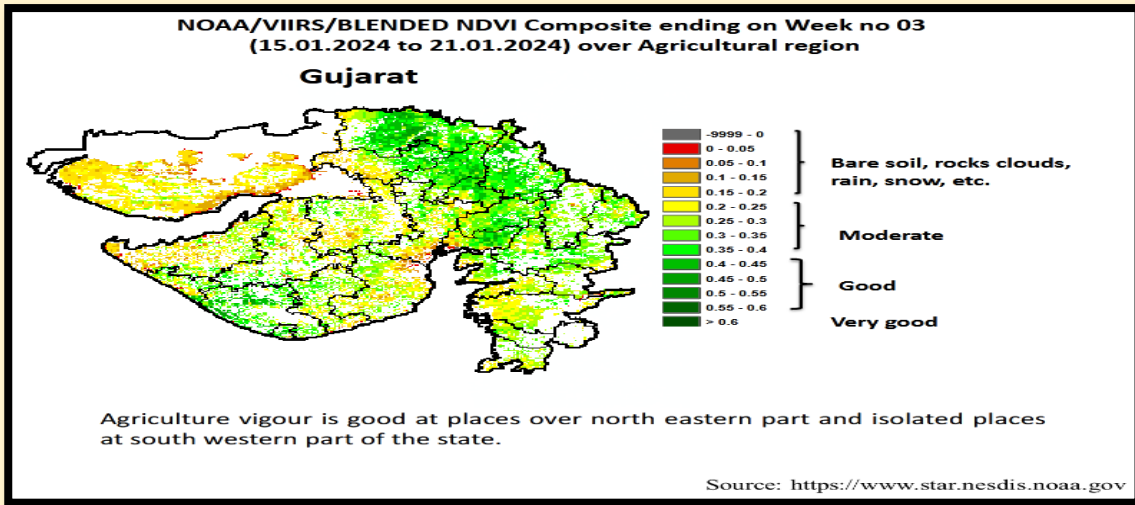 NOAA/VIIRS/BLENDED NDVI Composite ending on Week no 03
(15.01.2024 to 21.01.2024) over Agricultural region
Gujarat
-9999 - 0
0 - 0.05
0.05 - 0.1
0.1 - 0.15
0.15 - 0.2
0.2 - 0.25
0.25 - 0.3
0.3 - 0.35
0.35 - 0.4
0.4 - 0.45
0.45 - 0.5
0.5 - 0.55
0.55 - 0.6
> 0.6
Bare soil, rocks clouds,
rain, snow, etc.
Moderate
Good
Very good
Agriculture vigour is good at places over north eastern part and isolated places
at south western part of the state.
Source: https://www.star.nesdis.noaa.gov